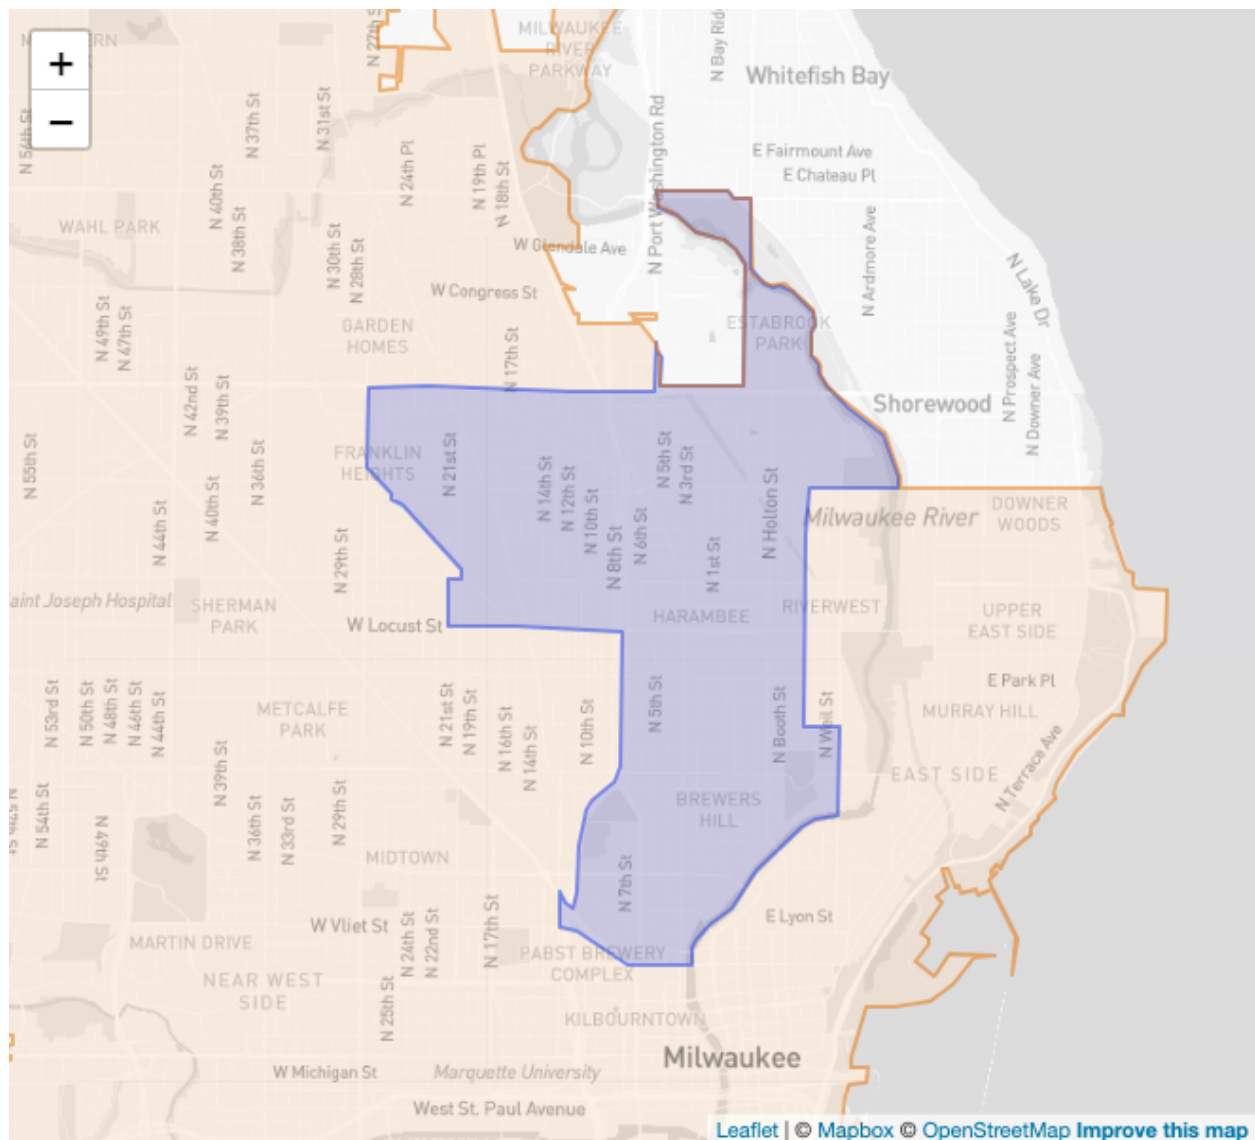 N 27th S
MILWAUKEE
RIVER
PARKWAY
N Bay Rid
+
−
Whitefish Bay
N 54th St
N 37th St
N 31st St
N 24th Pl
N 19th Pl
N 18th St
N Port Washington Rd
E Fairmount Ave
E Chateau Pl
WAHL PARK
N 40th St
N 38th St
N 30th St
N 28th St
W Glendale Ave
N Ardmore Ave
N Lake Dr
W Congress St
N 49th St
N 47th St
GARDEN
HOMES
N 17th St
ESTABROOK
PARK
N Prospect Ave
N Downer Ave
N 42nd St
N 39th St
Shorewood
N 55th St
N 36th St
FRANKLIN
HEIGHTS
N 21st St
N 14th St
N 12th St
N 10th St
N 8th St
N 6th St
N 5th St
N 3rd St
N 1st St
N Holton St
N 44th St
N 40th St
N 29th St
Milwaukee River
DOWNER
WOODS
aint Joseph Hospital
SHERMAN
PARK
W Locust St
HARAMBEE
RIVERWEST
UPPER
EAST SIDE
E Park Pl
N 53rd St
N 50th St
N 48th St
N 46th St
N 44th St
METCALFE
PARK
N 21st St
N 19th St
N 16th St
N 14th St
N 10th St
N 5th St
N Booth St
N Weil St
MURRAY HILL
EAST SIDE
N Terrace Ave
N 39th St
N 54th St
N 49th St
N 36th St
N 33rd St
N 29th St
BREWERS
HILL
MIDTOWN
N 7th St
W Vliet St
N 24th St
N 22nd St
N 17th St
E Lyon St
MARTIN DRIVE
PABST BREWERY
COMPLEX
NEAR WEST
SIDE
N 25th St
KILBOURNTOWN
Milwaukee
W Michigan St
Marquette University
West St. Paul Avenue
Leaflet | © Mapbox © OpenStreetMap Improve this map